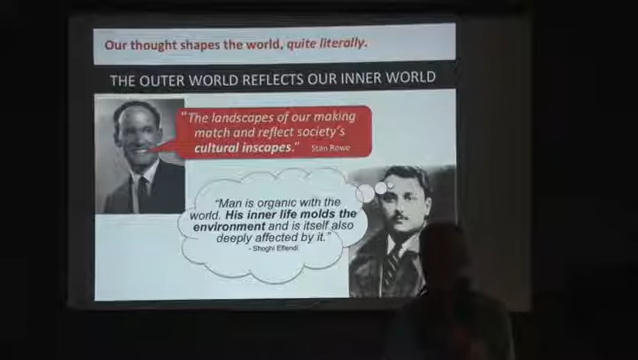 Our thought shapes the world, quite literally.
THE OUTER WORLD REFLECTS OUR INNER WORLD
"The landscapes of our making
match and reflect society's
cultural inscapes."  Stan Rowe
"Man is organic with the
world. His inner life molds the
environment and is itself also
deeply affected by it."
- Shoghi Effendi